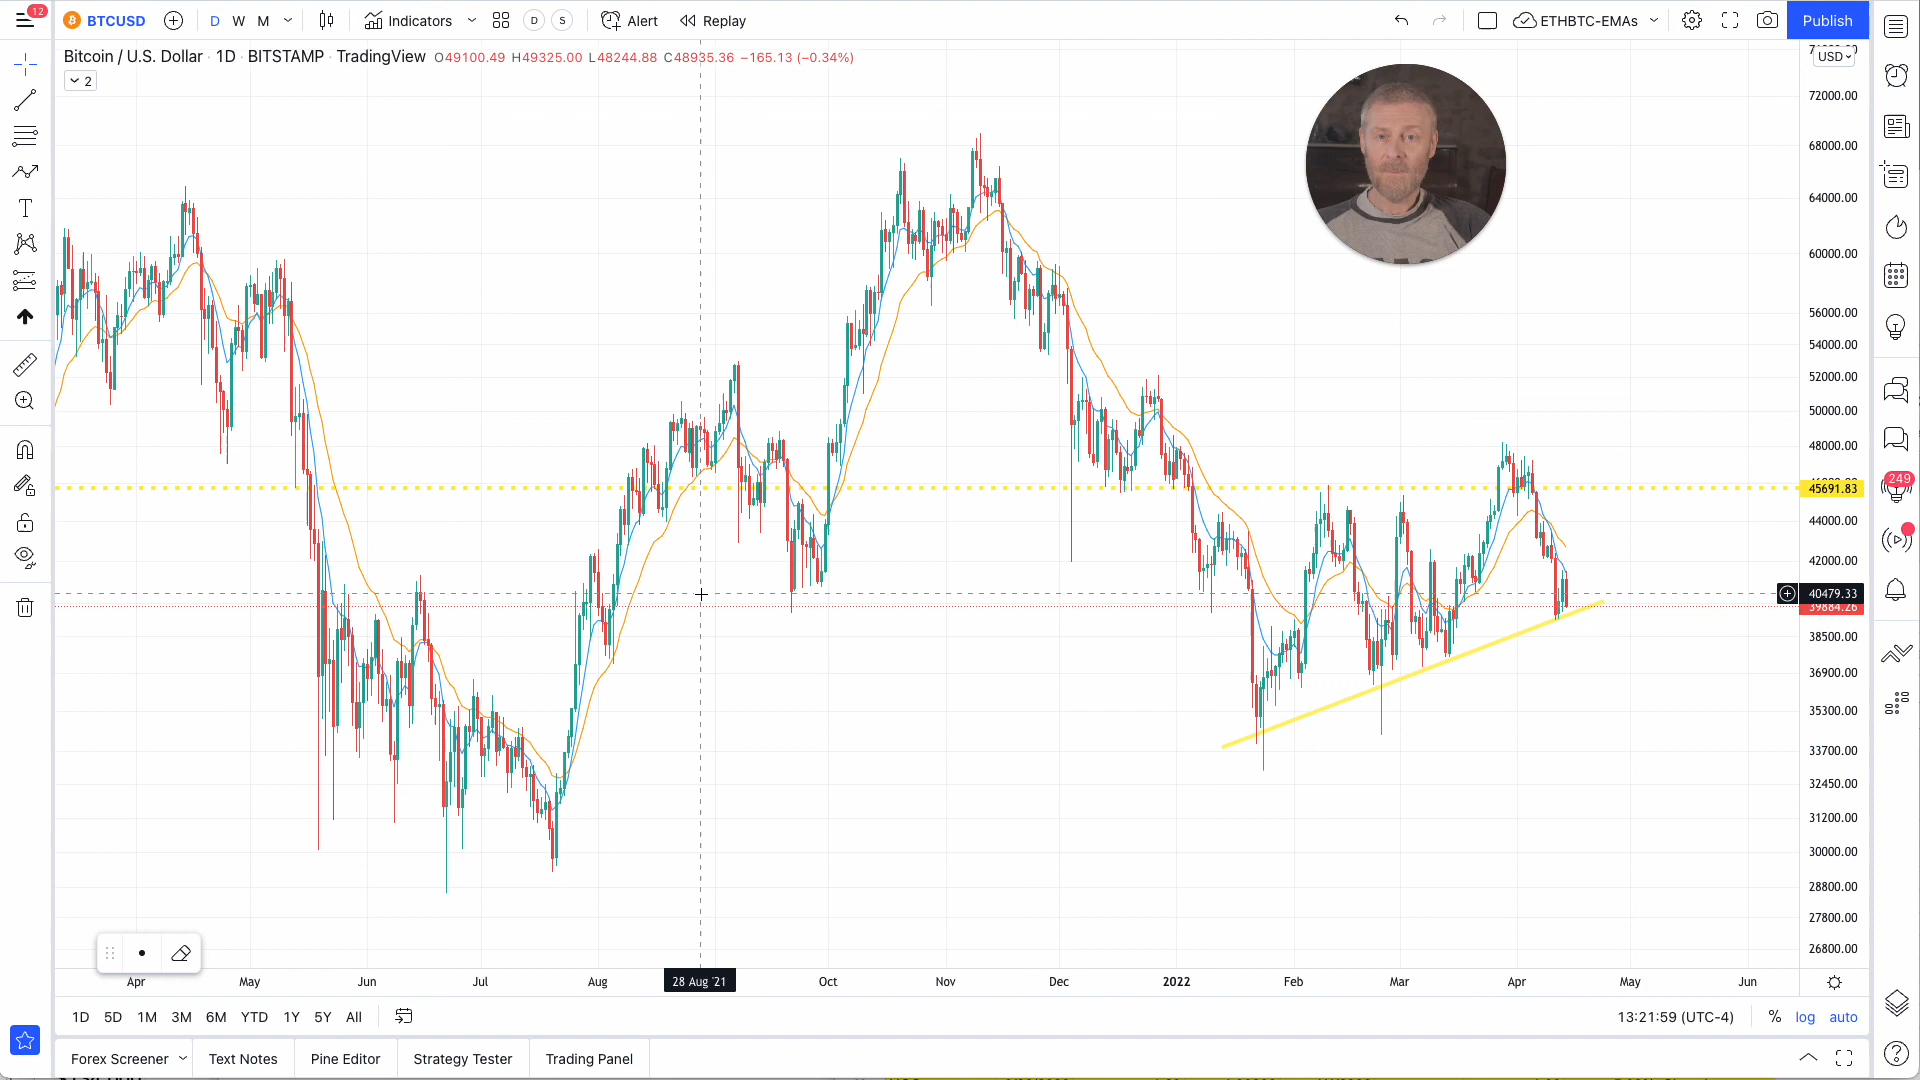 12
BTCUSD
D W M
Indicators
D
S
Alert
Replay
ETHBTC-EMAs
Publish
Bitcoin / U.S. Dollar · 1D · BITSTAMP · TradingView O49100.49 H49325.00 L48244.88 C48935.36 −165.13 (−0.34%)
2
USD
72000.00
68000.00
64000.00
60000.00
56000.00
54000.00
52000.00
50000.00
48000.00
45691.83
44000.00
42000.00
40479.33
39884.26
38500.00
36900.00
35300.00
33700.00
32450.00
31200.00
30000.00
28800.00
27800.00
26800.00
249
Apr May Jun Jul Aug 28 Aug '21 Oct Nov Dec 2022 Feb Mar Apr May Jun
1D 5D 1M 3M 6M YTD 1Y 5Y All
13:21:59 (UTC-4) % log auto
Forex Screener Text Notes Pine Editor Strategy Tester Trading Panel